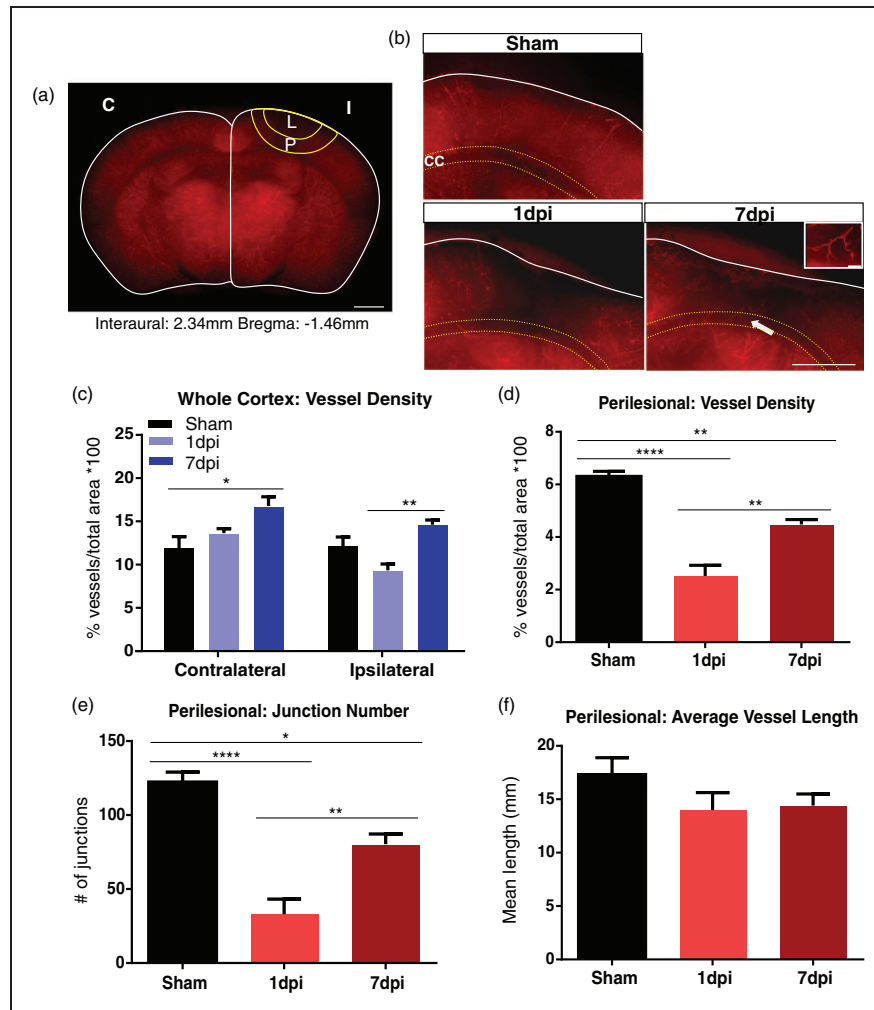 (a)
C
I
L
P
Interaural: 2.34mm Bregma: -1.46mm
(b)
Sham
CC
1dpi
7dpi
(c)
Whole Cortex: Vessel Density
Sham
1dpi
7dpi
% vessels/total area *100
25
20
15
10
5
0
*
**
Contralateral
Ipsilateral
(d)
Perilesional: Vessel Density
% vessels/total area *100
8
6
4
2
0
**
****
**
Sham
1dpi
7dpi
(e)
Perilesional: Junction Number
# of junctions
150
100
50
0
*
****
**
Sham
1dpi
7dpi
(f)
Perilesional: Average Vessel Length
Mean length (mm)
20
15
10
5
0
Sham
1dpi
7dpi